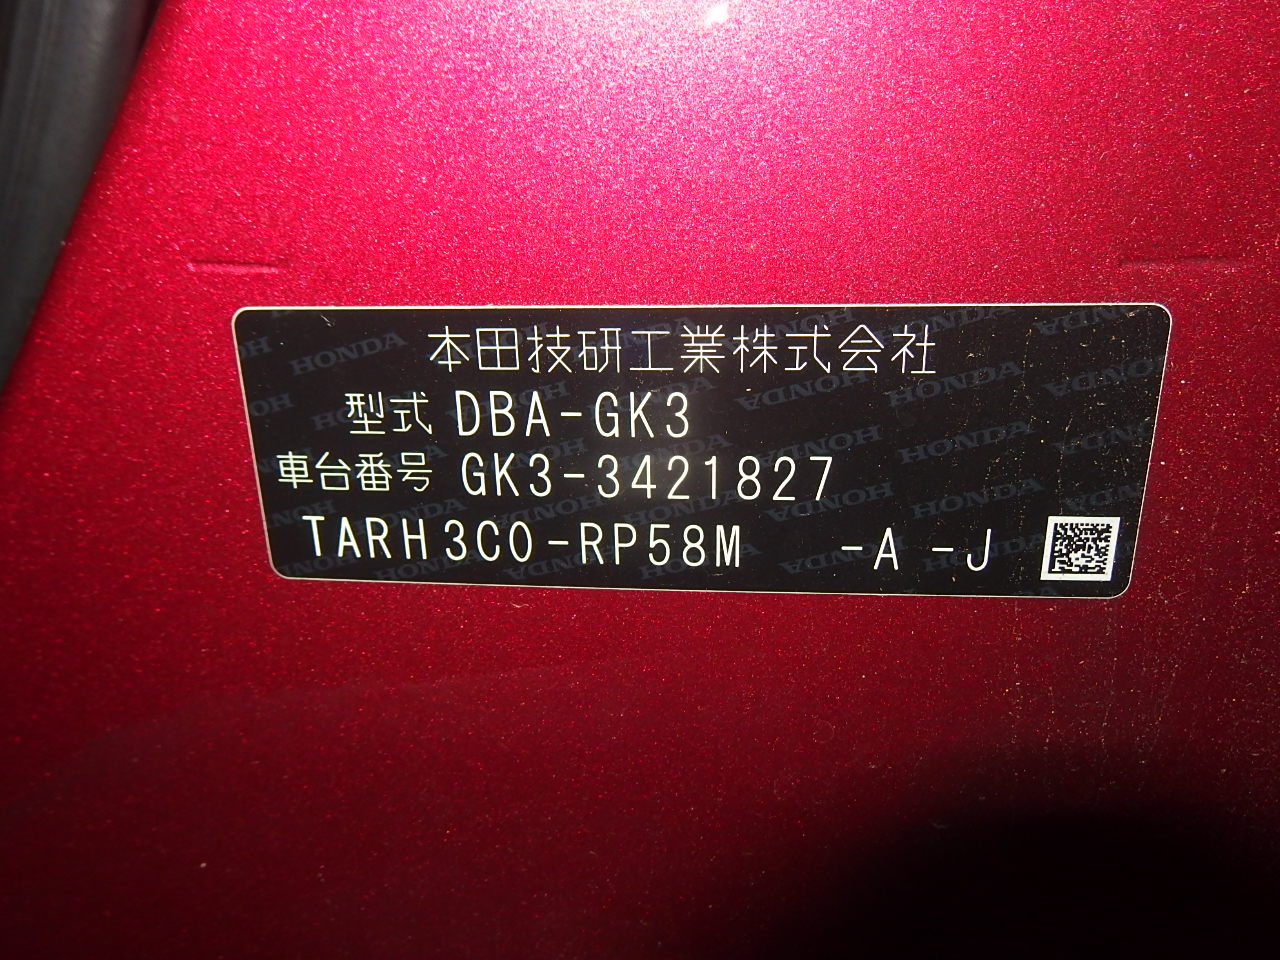 本田技研工業株式会社
型式 DBA-GK3
車台番号 GK3-3421827
TARH3C0-RP58M -A -J